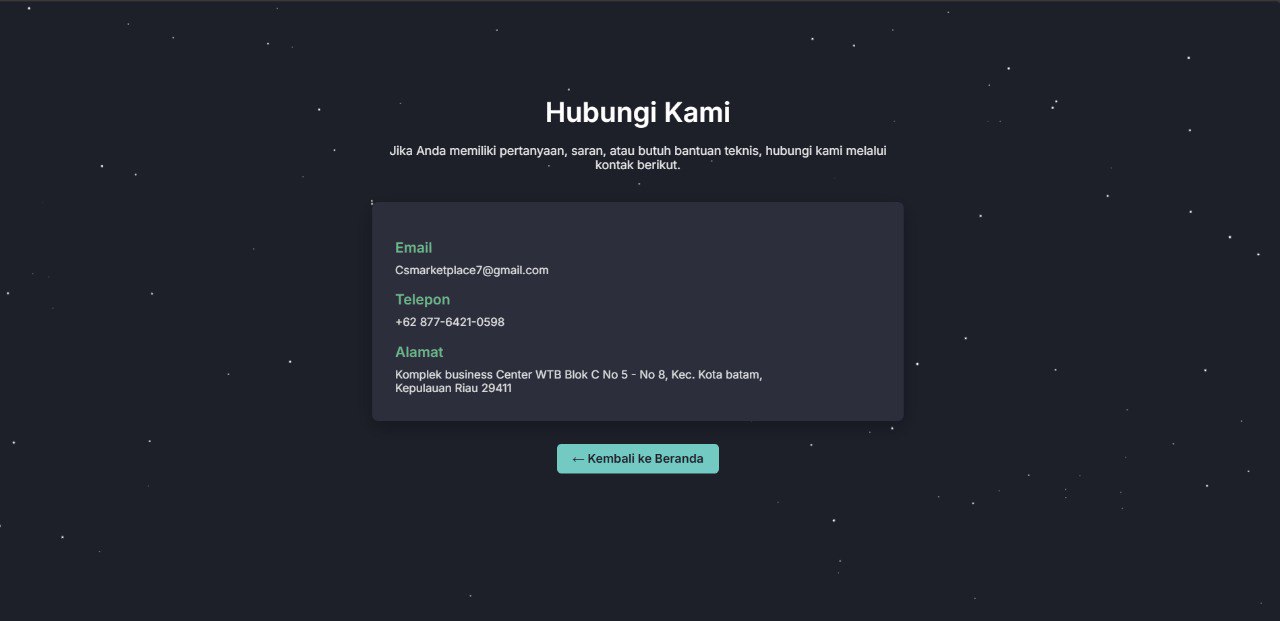 Hubungi Kami
Jika Anda memiliki pertanyaan, saran, atau butuh bantuan teknis, hubungi kami melalui
kontak berikut.
Email
Csmarketplace7@gmail.com
Telepon
+62 877-6421-0598
Alamat
Komplek business Center WTB Blok C No 5 - No 8, Kec. Kota batam,
Kepulauan Riau 29411
← Kembali ke Beranda